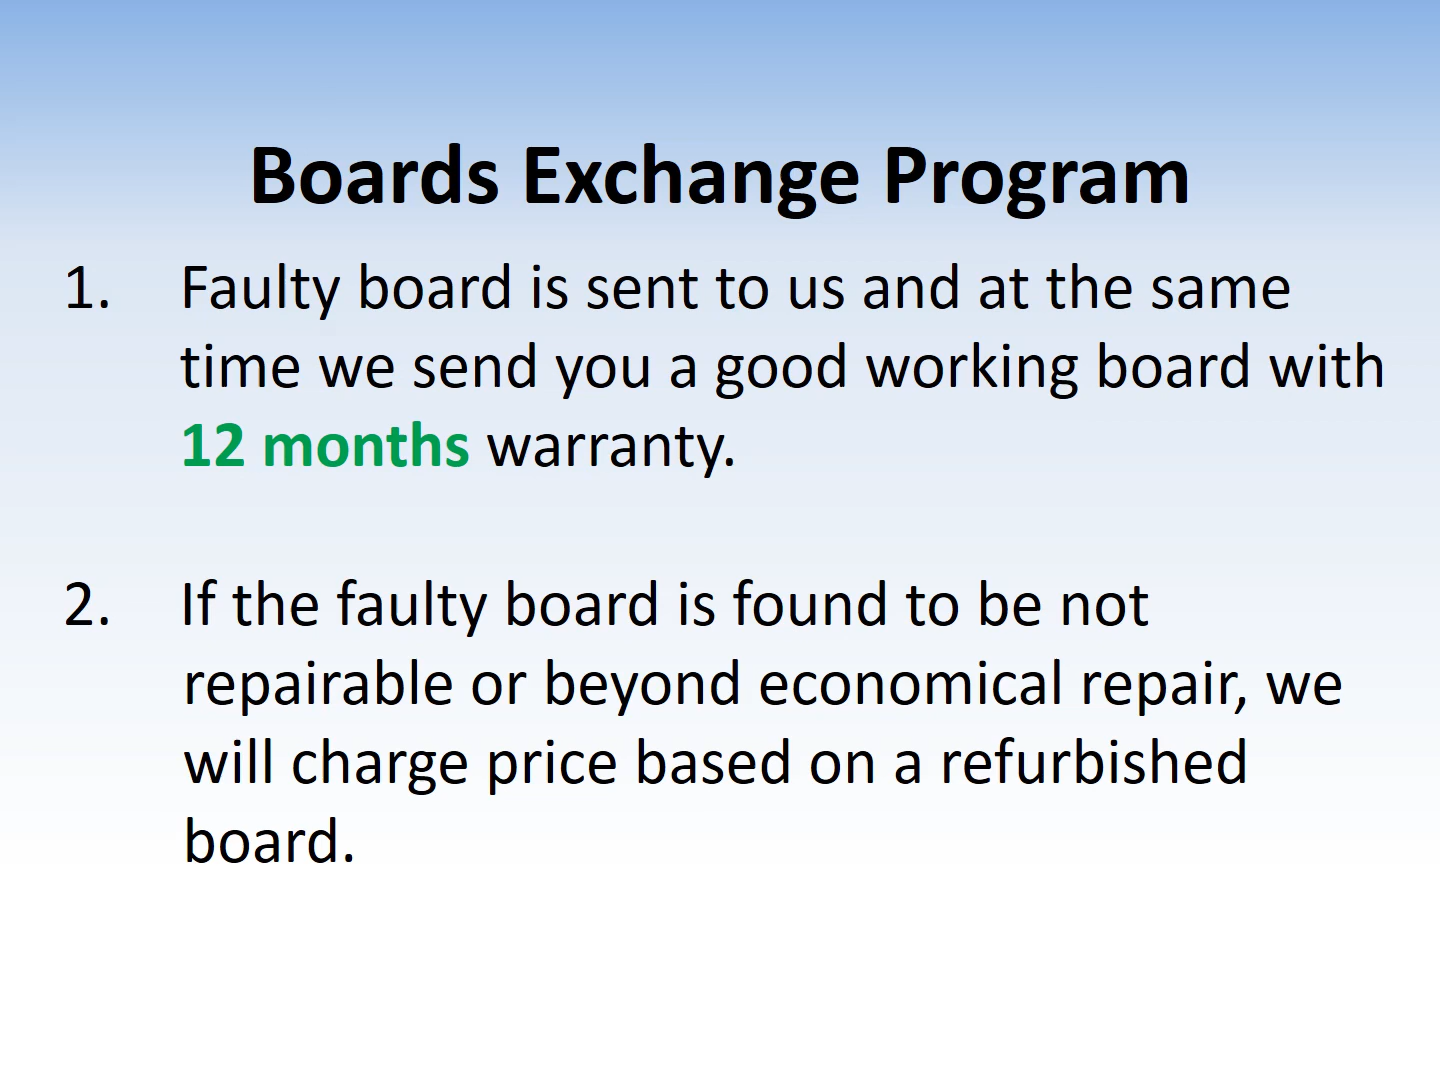 Boards Exchange Program
1. Faulty board is sent to us and at the same
time we send you a good working board with
12 months warranty.
2. If the faulty board is found to be not
repairable or beyond economical repair, we
will charge price based on a refurbished
board.